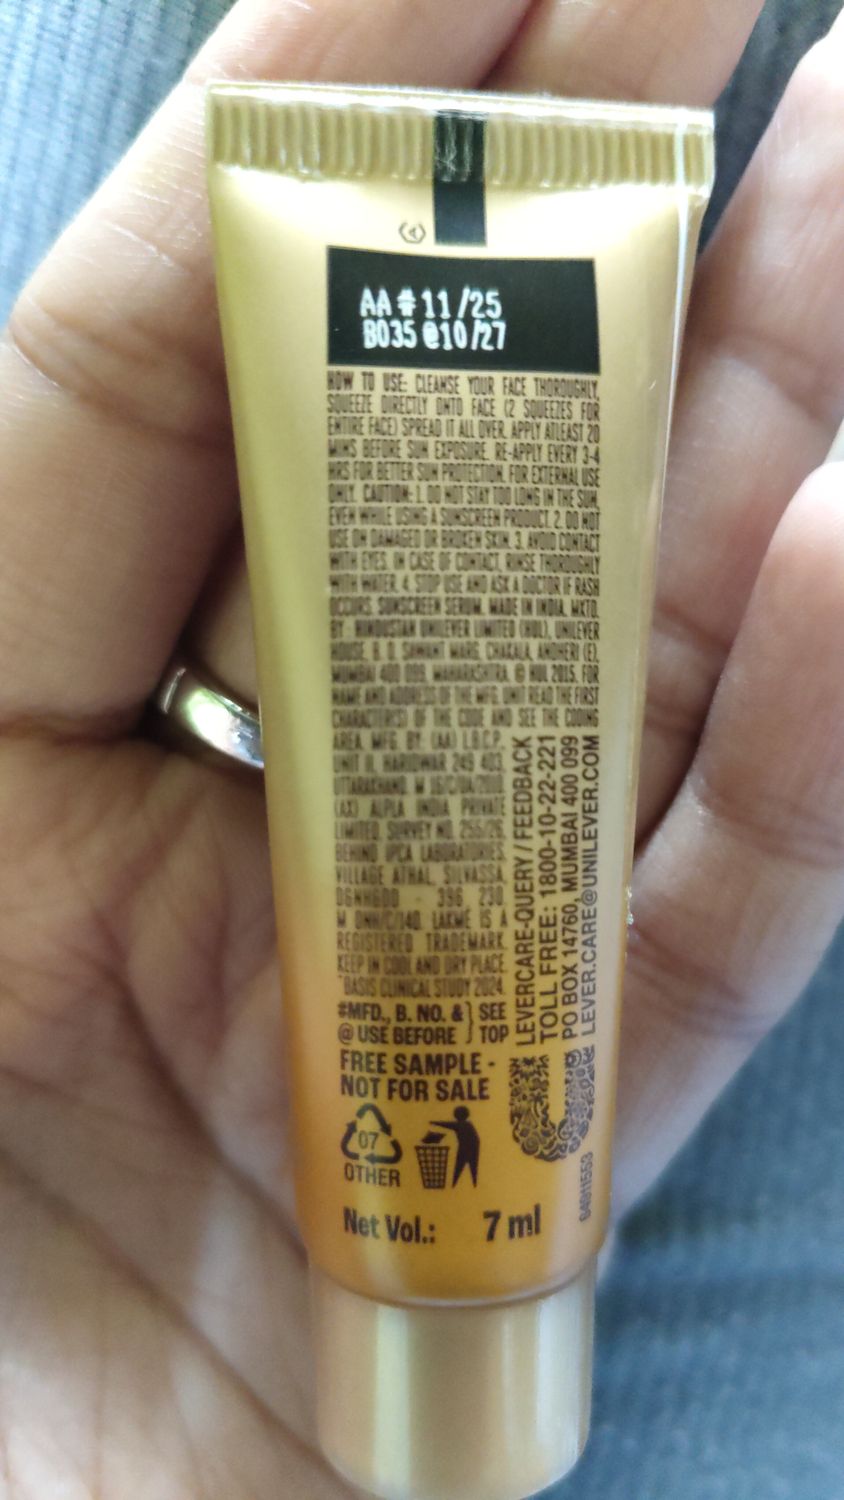 AA # 11/25
B035 @10/27
HOW TO USE: CLEANSE YOUR FACE THOROUGHLY,
SQUEEZE DIRECTLY ONTO FACE (2 SQUEEZES FOR
ENTIRE FACE) SPREAD IT ALL OVER. APPLY ATLEAST 20
MINS BEFORE SUN EXPOSURE. RE-APPLY EVERY 3-4
HRS FOR BETTER SUN PROTECTION. FOR EXTERNAL USE
ONLY. CAUTION: 1. DO NOT STAY TOO LONG IN THE SUN,
EVEN WHILE USING A SUNSCREEN PRODUCT. 2. DO NOT
USE ON DAMAGED OR BROKEN SKIN. 3. AVOID CONTACT
WITH EYES. IN CASE OF CONTACT, RINSE THOROUGHLY
WITH WATER. 4. STOP USE AND ASK A DOCTOR IF RASH
OCCURS. SUNSCREEN SERUM. MADE IN INDIA. MKTD.
BY: HINDUSTAN UNILEVER LIMITED (HUL), UNILEVER
HOUSE, B. D. SAWANT MARG, CHAKALA, ANDHERI (E),
MUMBAI 400 099, MAHARASHTRA. © HUL 2015. FOR
NAME AND ADDRESS OF THE MFG. UNIT READ THE FIRST
CHARACTER(S) OF THE CODE AND SEE THE CODING
AREA. MFG. BY: (AA) L.B.C.P.,
UNIT II, HARIDWAR 249 403,
UTTARAKHAND. M
(AX) ALPLA INDIA PRIVATE
LIMITED, SURVEY NO.
BEHIND IPCA LABORATORIES,
VILLAGE ATHAL, SILVASSA,
396 230.
M DNH/C/140. LAKMÉ IS A
REGISTERED TRADEMARK.
KEEP IN COOL AND DRY PLACE.
*BASIS CLINICAL STUDY 2024.
#MFD., B. NO. & } SEE
@ USE BEFORE } TOP
LEVERCARE-QUERY / FEEDBACK
TOLL FREE: 1800-10-22-221
PO BOX 14760, MUMBAI 400 099
LEVER.CARE@UNILEVER.COM
FREE SAMPLE -
NOT FOR SALE
07
OTHER
Net Vol.: 7 ml